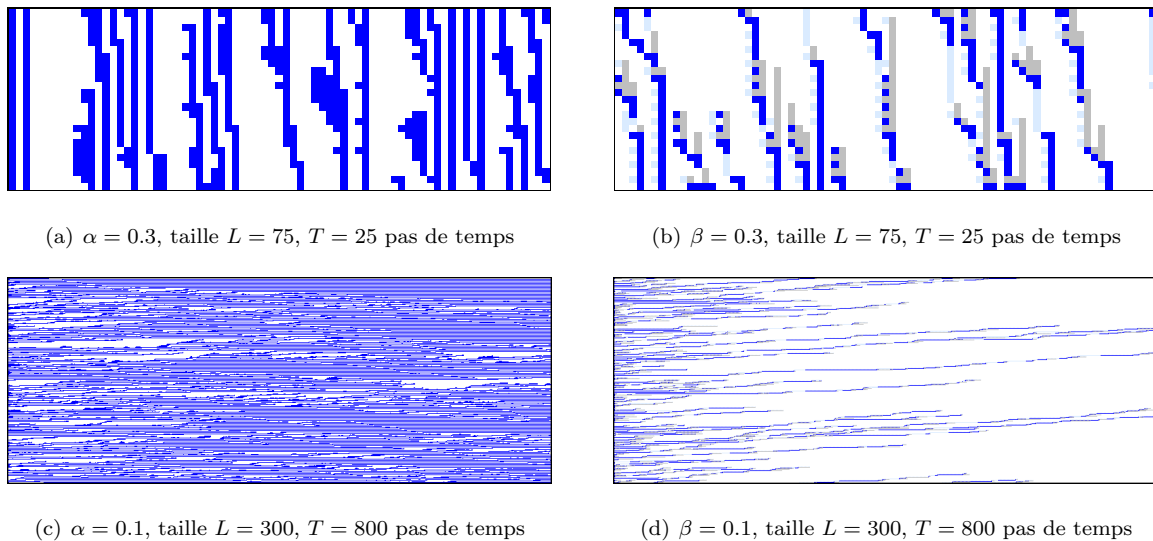 (a) α = 0.3, taille L = 75, T = 25 pas de temps
(b) β = 0.3, taille L = 75, T = 25 pas de temps
(c) α = 0.1, taille L = 300, T = 800 pas de temps
(d) β = 0.1, taille L = 300, T = 800 pas de temps